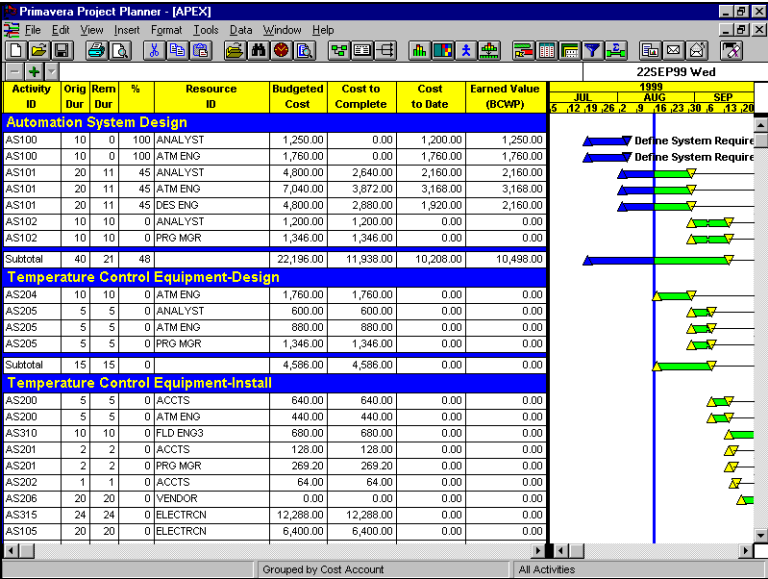 Primavera Project Planner - [APEX]
File Edit View Insert Format Tools Data Window Help
22SEP99 Wed
Activity Orig Rem % Resource Budgeted Cost to Cost Earned Value 1999
ID Dur Dur ID Cost Complete to Date (BCWP) JUL AUG SEP
5 ,12 ,19 ,26 ,2 ,9 ,16 ,23 ,30 ,6 ,13 ,20
Automation System Design
AS100 10 0 100 ANALYST 1,250.00 0.00 1,200.00 1,250.00 Define System Require
AS100 10 0 100 ATM ENG 1,760.00 0.00 1,760.00 1,760.00 Define System Require
AS101 20 11 45 ANALYST 4,800.00 2,640.00 2,160.00 2,160.00
AS101 20 11 45 ATM ENG 7,040.00 3,872.00 3,168.00 3,168.00
AS101 20 11 45 DES ENG 4,800.00 2,880.00 1,920.00 2,160.00
AS102 10 10 0 ANALYST 1,200.00 1,200.00 0.00 0.00
AS102 10 10 0 PRG MGR 1,346.00 1,346.00 0.00 0.00
Subtotal 40 21 48 22,196.00 11,938.00 10,208.00 10,498.00
Temperature Control Equipment-Design
AS204 10 10 0 ATM ENG 1,760.00 1,760.00 0.00 0.00
AS205 5 5 0 ANALYST 600.00 600.00 0.00 0.00
AS205 5 5 0 ATM ENG 880.00 880.00 0.00 0.00
AS205 5 5 0 PRG MGR 1,346.00 1,346.00 0.00 0.00
Subtotal 15 15 0 4,586.00 4,586.00 0.00 0.00
Temperature Control Equipment-Install
AS200 5 5 0 ACCTS 640.00 640.00 0.00 0.00
AS200 5 5 0 ATM ENG 440.00 440.00 0.00 0.00
AS310 10 10 0 FLD ENG3 680.00 680.00 0.00 0.00
AS201 2 2 0 ACCTS 128.00 128.00 0.00 0.00
AS201 2 2 0 PRG MGR 269.20 269.20 0.00 0.00
AS202 1 1 0 ACCTS 64.00 64.00 0.00 0.00
AS206 20 20 0 VENDOR 0.00 0.00 0.00 0.00
AS315 24 24 0 ELECTRCN 12,288.00 12,288.00 0.00 0.00
AS105 20 20 0 ELECTRCN 6,400.00 6,400.00 0.00 0.00
Grouped by Cost Account All Activities